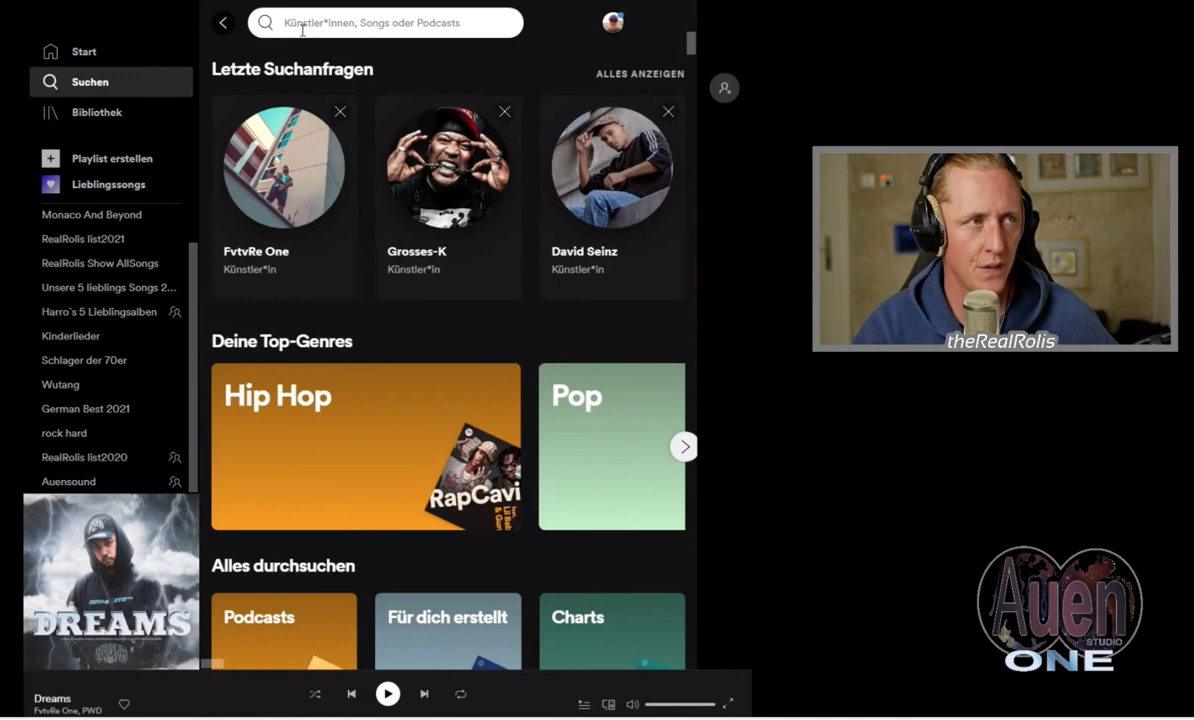 Künstler*innen, Songs oder Podcasts
Start
Suchen
Bibliothek
Playlist erstellen
Lieblingssongs
Monaco And Beyond
RealRolis list2021
RealRolis Show AllSongs
Unsere 5 lieblings Songs 2...
Harro`s 5 Lieblingsalben
Kinderlieder
Schlager der 70er
Wutang
German Best 2021
rock hard
RealRolis list2020
Auensound
DREAMS
Letzte Suchanfragen
ALLES ANZEIGEN
FvtvRe One
Künstler*in
Grosses-K
Künstler*in
David Seinz
Künstler*in
Deine Top-Genres
Hip Hop
RapCavi
Lil Bab
& Gun
Pop
Alles durchsuchen
Podcasts
Für dich erstellt
Charts
Dreams
FvtvRe One, PWD
theRealRolis
Auen
STUDIO
ONE